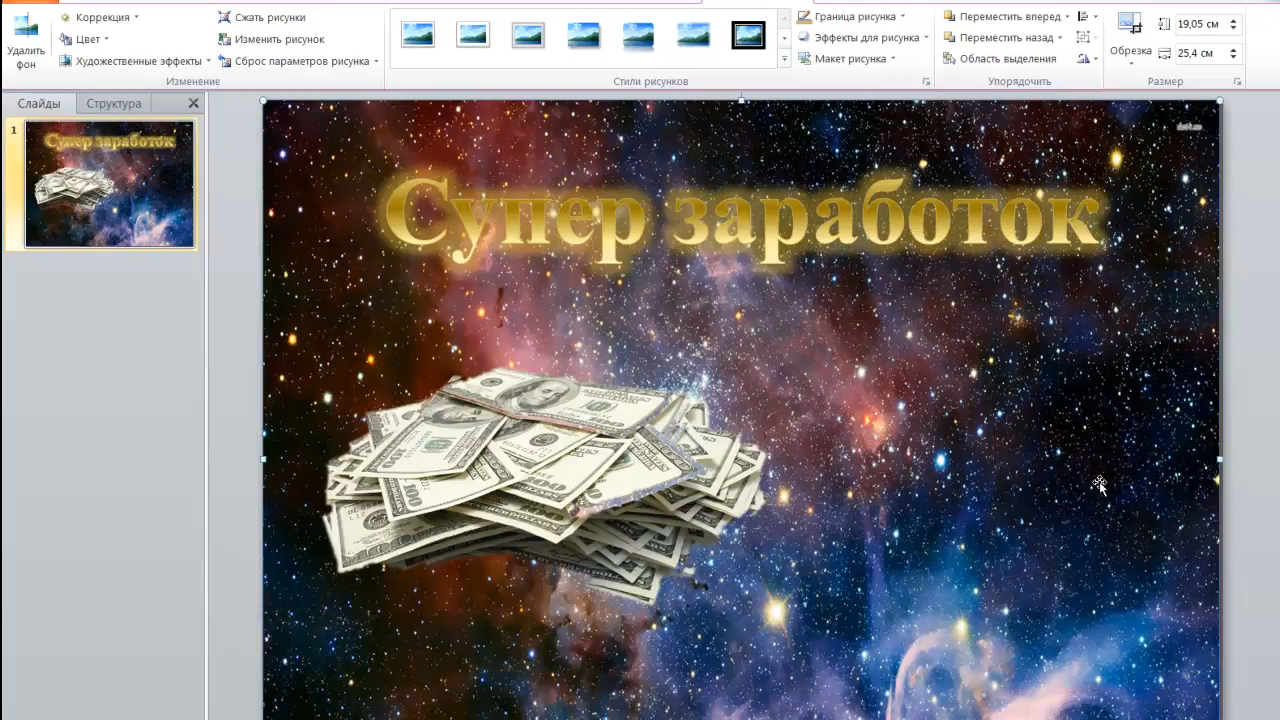 Удалить фон
Коррекция
Цвет
Художественные эффекты
Сжать рисунки
Изменить рисунок
Сброс параметров рисунка
Изменение
Стили рисунков
Граница рисунка
Эффекты для рисунка
Макет рисунка
Переместить вперед
Переместить назад
Область выделения
Упорядочить
Обрезка
19,05 см
25,4 см
Размер
Слайды
Структура
1
Супер заработок
Супер заработок
100